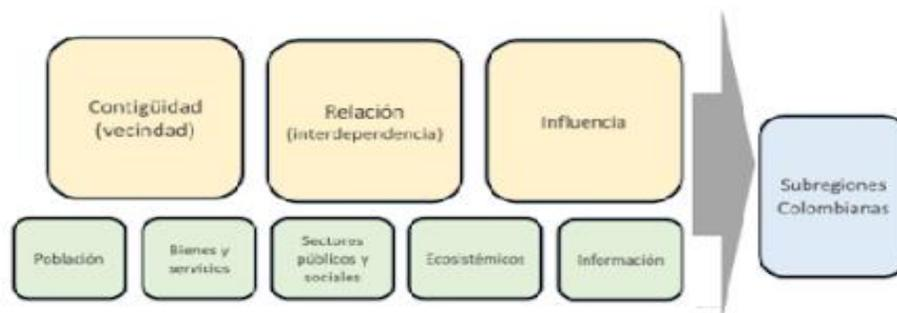 Contigüidad
(vecindad)
Relación
(interdependencia)
Influencia
Población
Bienes y
servicios
Sectores
públicos y
sociales
Ecosistémicos
Información
Subregiones
Colombianas